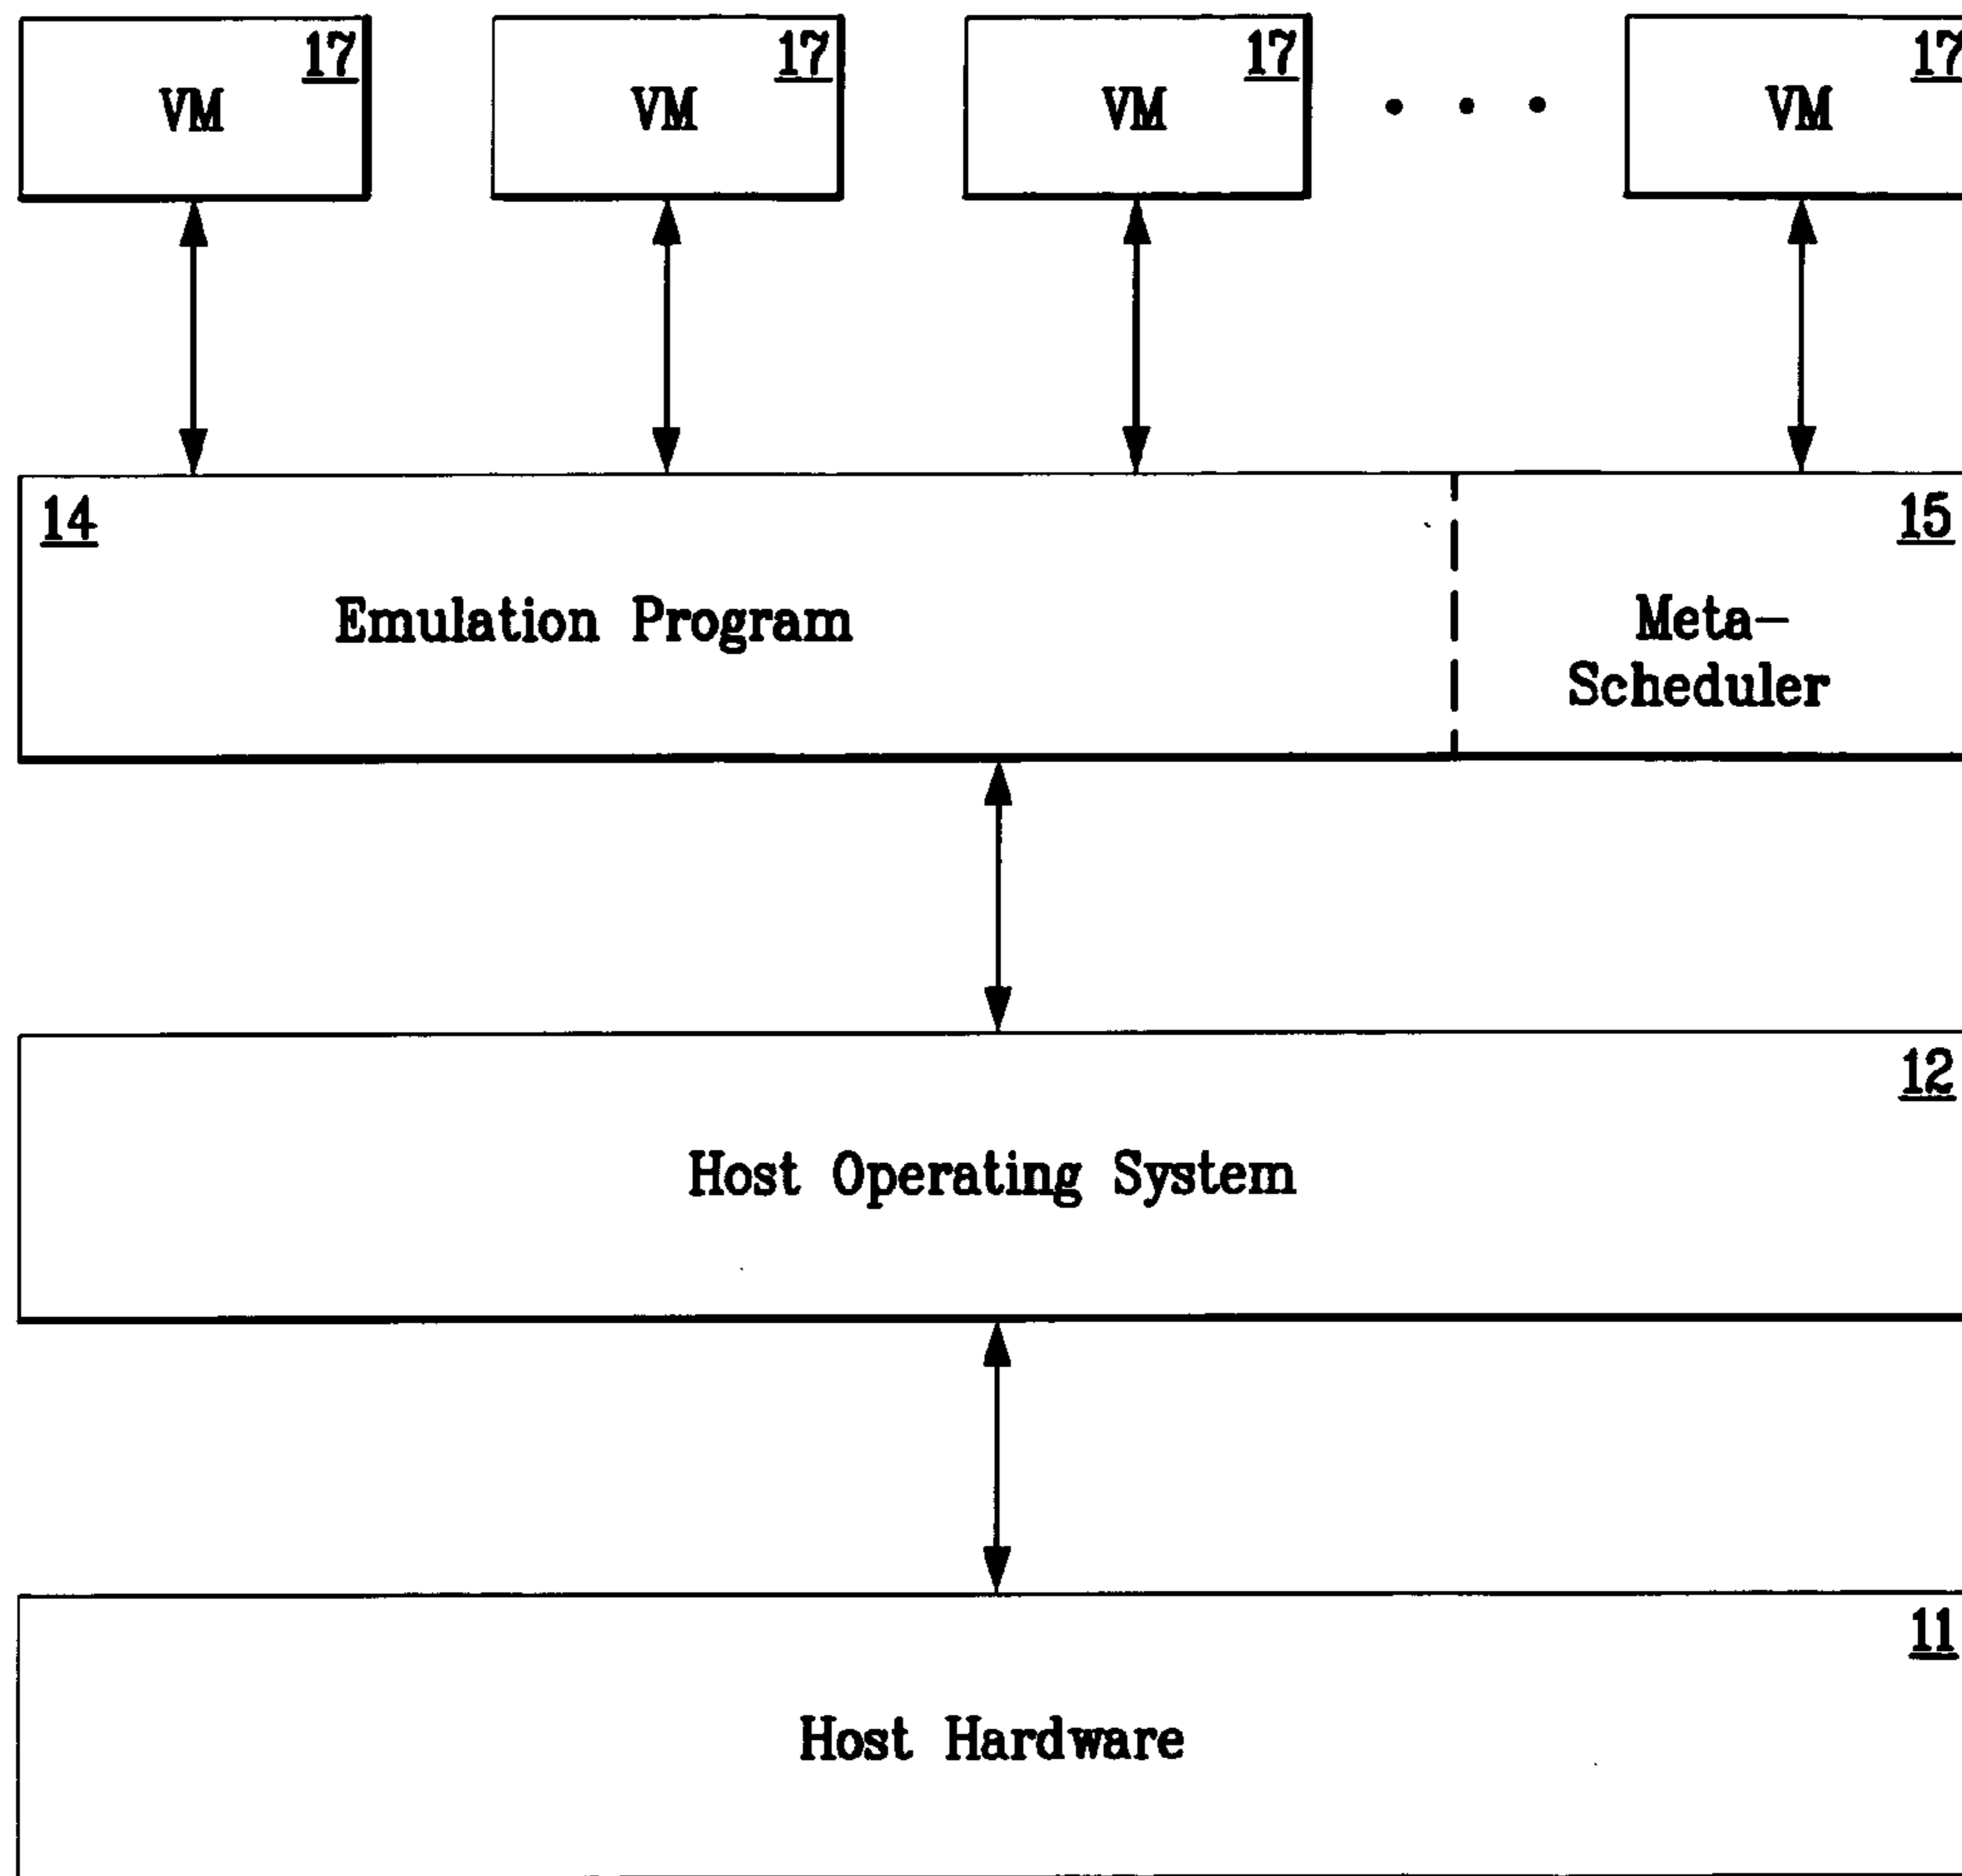 17 17 17 17
VM VM VM • • • VM
14 15
Emulation Program Meta-
Scheduler
12
Host Operating System
11
Host Hardware